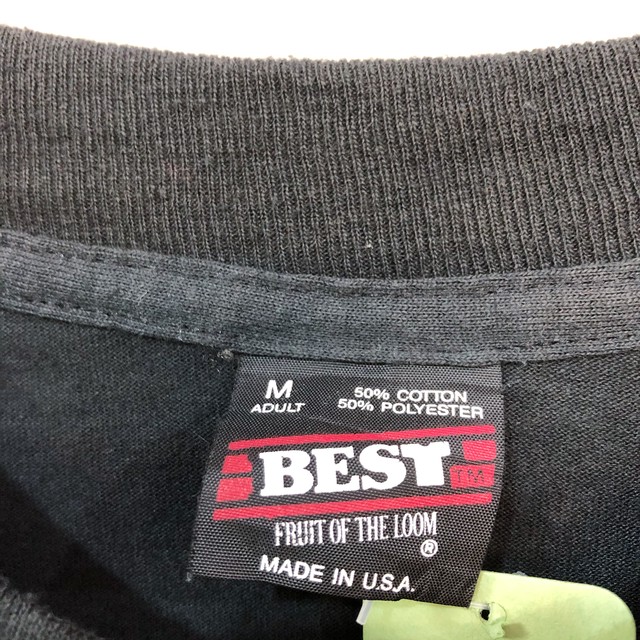 M 50% COTTON
ADULT 50% POLYESTER
BEST TM
FRUIT OF THE LOOM
®
MADE IN U.S.A.